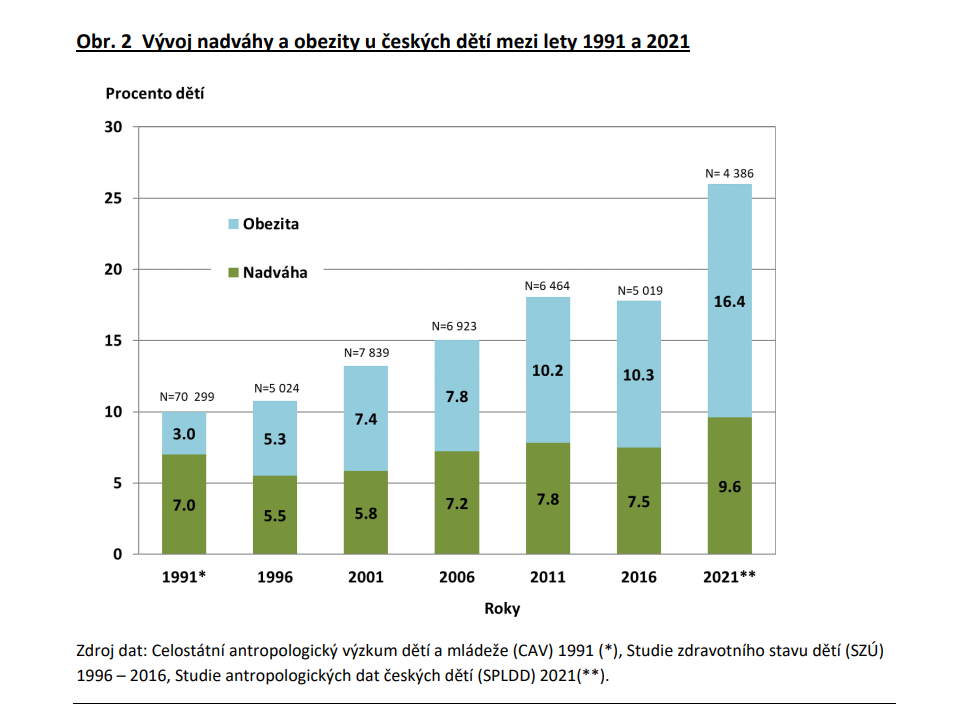 Obr. 2  Vývoj nadváhy a obezity u českých dětí mezi lety 1991 a 2021
Procento dětí
30
25
20
15
10
5
0
Obezita
Nadváha
N=70  299
3.0
7.0
N=5 024
5.3
5.5
N=7 839
7.4
5.8
N=6 923
7.8
7.2
N=6 464
10.2
7.8
N=5 019
10.3
7.5
N= 4 386
16.4
9.6
1991* 1996 2001 2006 2011 2016 2021**
Roky
Zdroj dat: Celostátní antropologický výzkum dětí a mládeže (CAV) 1991 (*), Studie zdravotního stavu dětí (SZÚ)
1996 – 2016, Studie antropologických dat českých dětí (SPLDD) 2021(**).